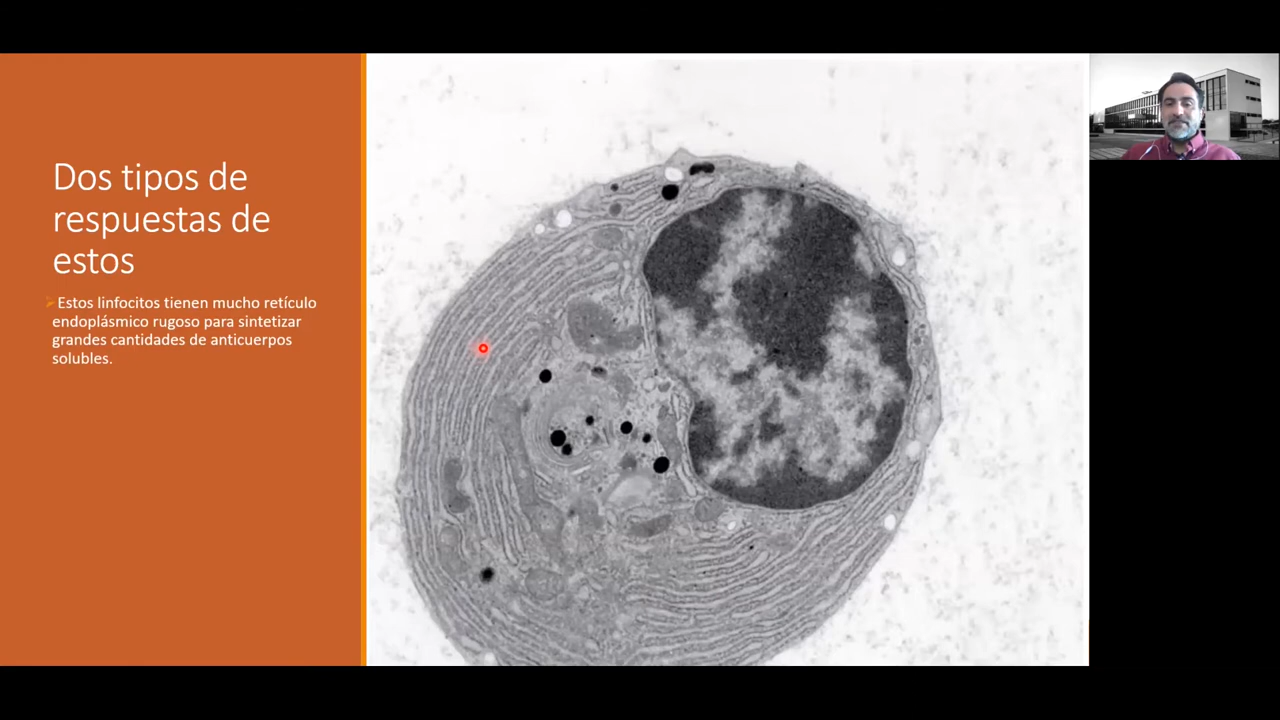 Dos tipos de
respuestas de
estos
Estos linfocitos tienen mucho retículo
endoplásmico rugoso para sintetizar
grandes cantidades de anticuerpos
solubles.